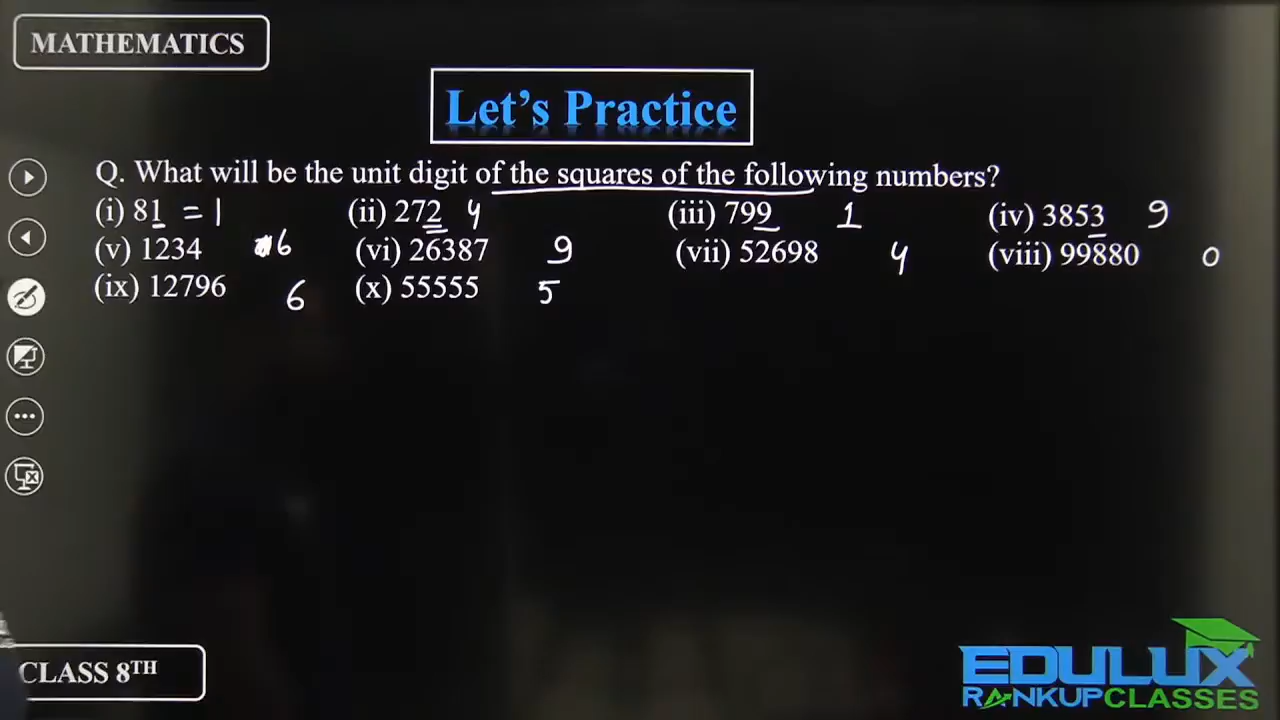 MATHEMATICS
Let's Practice
Q. What will be the unit digit of the squares of the following numbers?
(i) 81 = 1 (ii) 272 4 (iii) 799 1 (iv) 3853 9
(v) 1234 6 (vi) 26387 9 (vii) 52698 4 (viii) 99880 0
(ix) 12796 6 (x) 55555 5
CLASS 8TH
EDULUX
RANKUP CLASSES